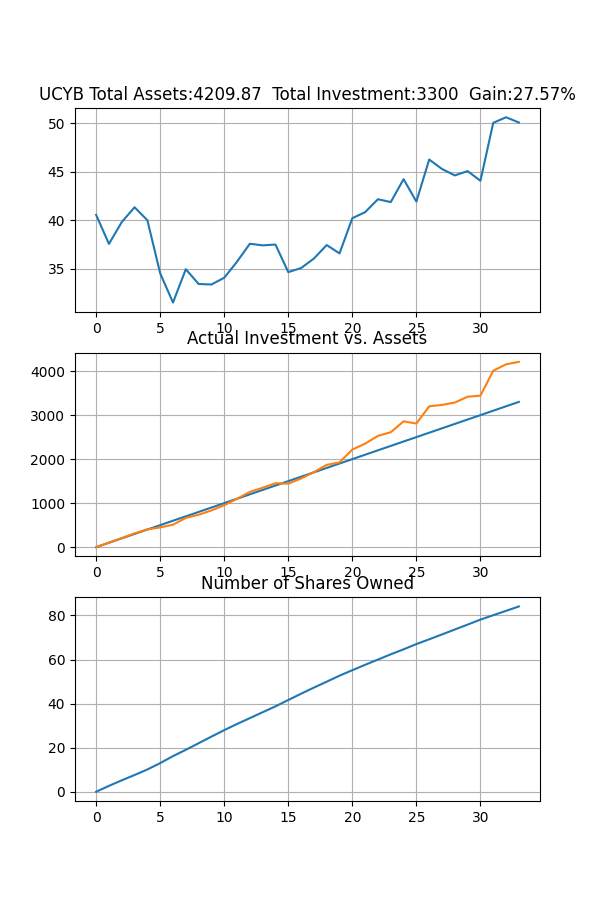 UCYB Total Assets:4209.87  Total Investment:3300  Gain:27.57%
50
45
40
35
0 5 10 15 20 25 30
Actual Investment vs. Assets
4000
3000
2000
1000
0
0 5 10 15 20 25 30
Number of Shares Owned
80
60
40
20
0
0 5 10 15 20 25 30